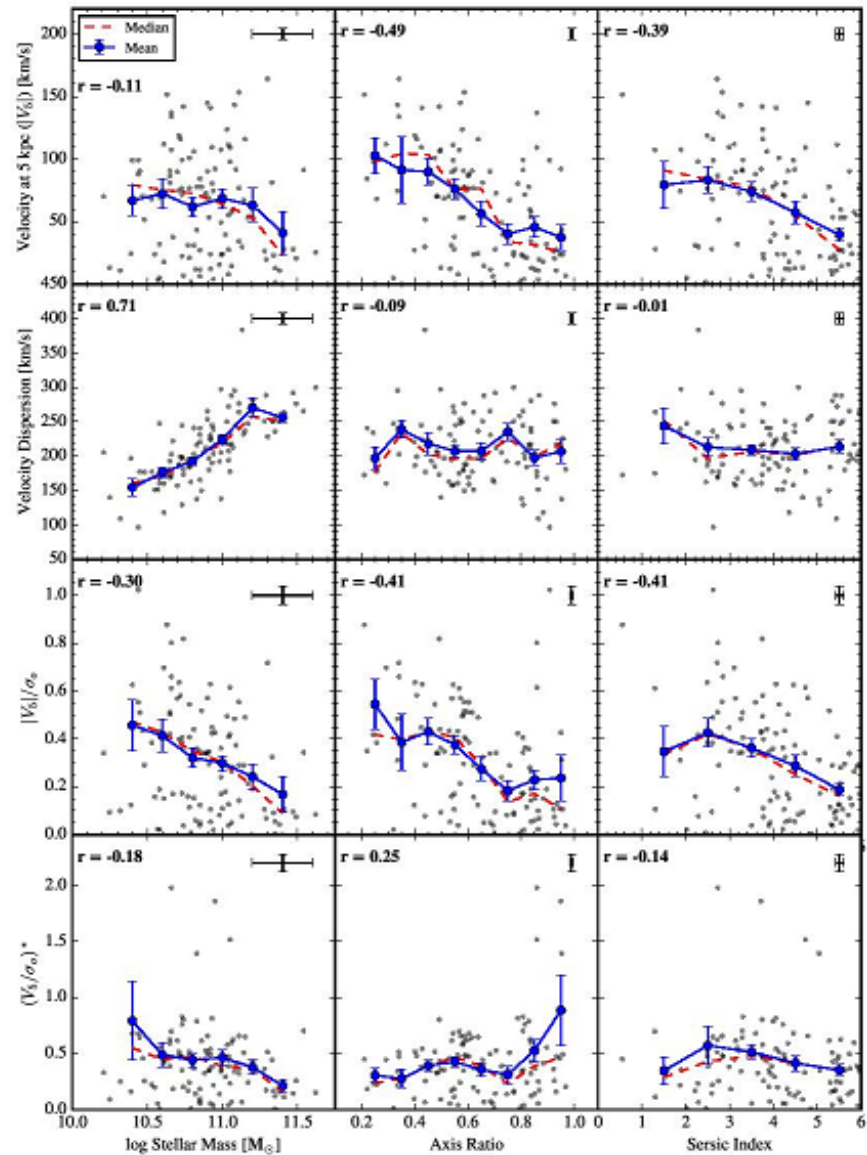 Median
Mean
r = -0.11
r = -0.49
r = -0.39
200
150
100
50
450
Velocity at 5 kpc (|V₅|) [km/s]
r = 0.71
r = -0.09
r = -0.01
400
350
300
250
200
150
100
50
Velocity Dispersion [km/s]
r = -0.30
r = -0.41
r = -0.41
1.0
0.8
0.6
0.4
0.2
0.0
|V₅|/σₒ
r = -0.18
r = 0.25
r = -0.14
2.0
1.5
1.0
0.5
0.0
(V₅/σₒ)*
10.0 10.5 11.0 11.5 0.2 0.4 0.6 0.8 1.0 0 1 2 3 4 5 6
log Stellar Mass [M☉] Axis Ratio Sersic Index